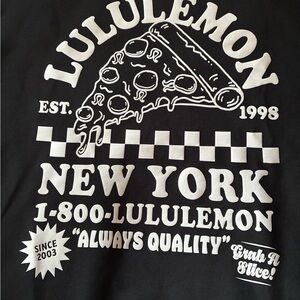 LULULEMON
EST. 1998
NEW YORK
1-800-LULULEMON
"ALWAYS QUALITY"
SINCE
2003
Grab A
Slice!